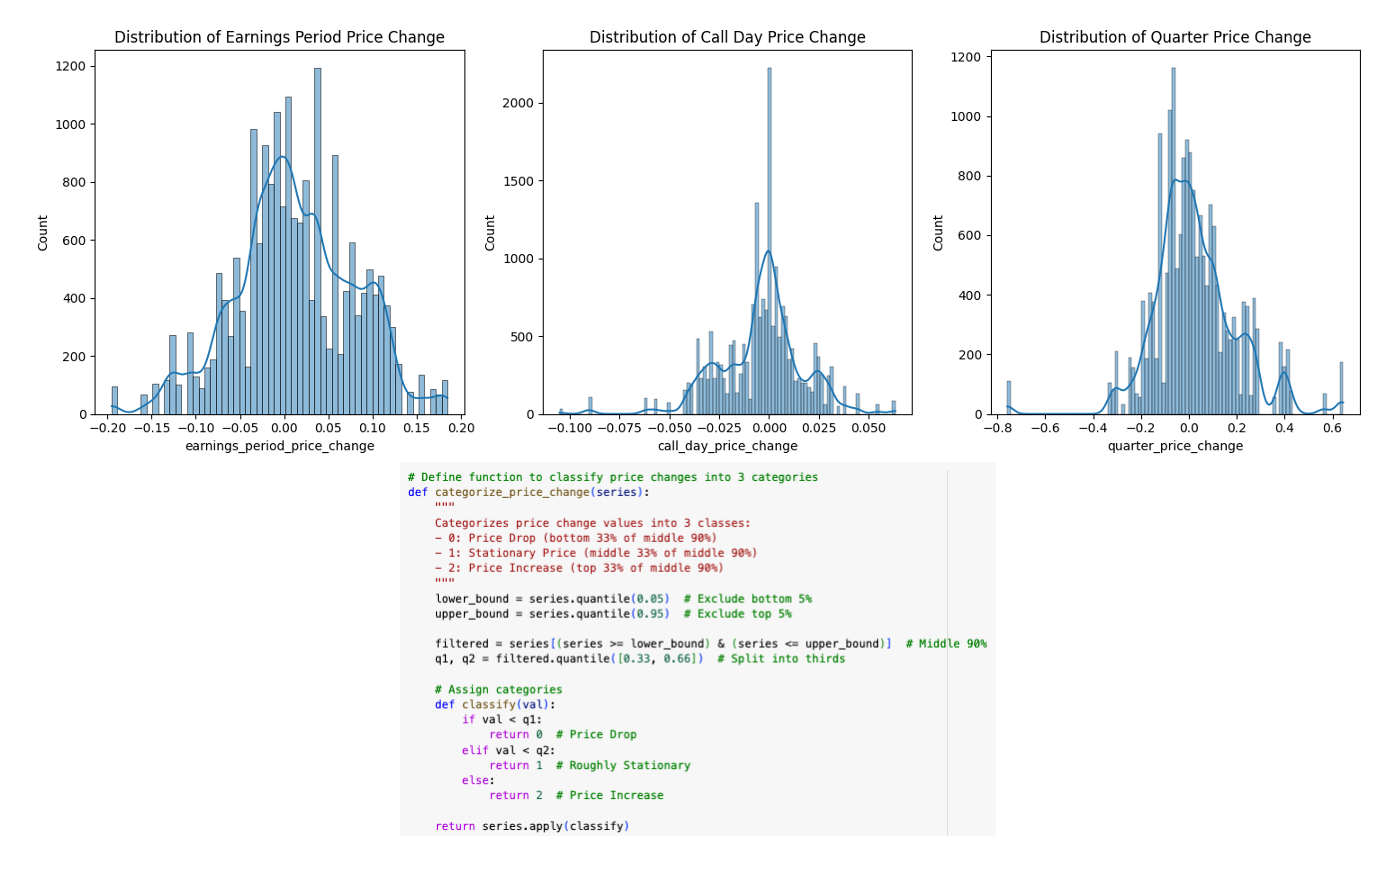 Distribution of Earnings Period Price Change
1200
1000
800
600
400
200
0
Count
−0.20 −0.15 −0.10 −0.05 0.00 0.05 0.10 0.15 0.20
earnings_period_price_change
Distribution of Call Day Price Change
2000
1500
1000
500
0
Count
−0.100 −0.075 −0.050 −0.025 0.000 0.025 0.050
call_day_price_change
Distribution of Quarter Price Change
1200
1000
800
600
400
200
0
Count
−0.8 −0.6 −0.4 −0.2 0.0 0.2 0.4 0.6
quarter_price_change
# Define function to classify price changes into 3 categories
def categorize_price_change(series):
    """
    Categorizes price change values into 3 classes:
    - 0: Price Drop (bottom 33% of middle 90%)
    - 1: Stationary Price (middle 33% of middle 90%)
    - 2: Price Increase (top 33% of middle 90%)
    """
    lower_bound = series.quantile(0.05)  # Exclude bottom 5%
    upper_bound = series.quantile(0.95)  # Exclude top 5%
    filtered = series[(series >= lower_bound) & (series <= upper_bound)]  # Middle 90%
    q1, q2 = filtered.quantile([0.33, 0.66])  # Split into thirds
    # Assign categories
    def classify(val):
        if val < q1:
            return 0  # Price Drop
        elif val < q2:
            return 1  # Roughly Stationary
        else:
            return 2  # Price Increase
    return series.apply(classify)